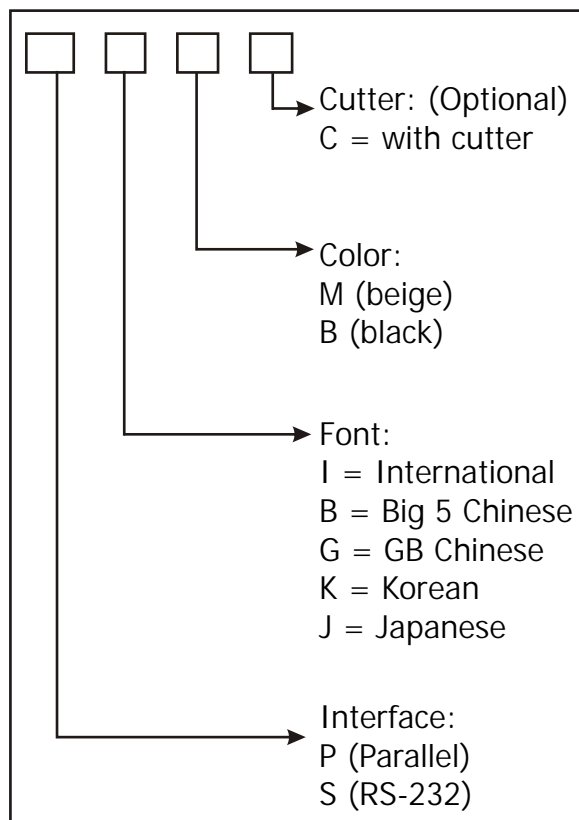 Cutter: (Optional)
C = with cutter
Color:
M (beige)
B (black)
Font:
I = International
B = Big 5 Chinese
G = GB Chinese
K = Korean
J = Japanese
Interface:
P (Parallel)
S (RS-232)